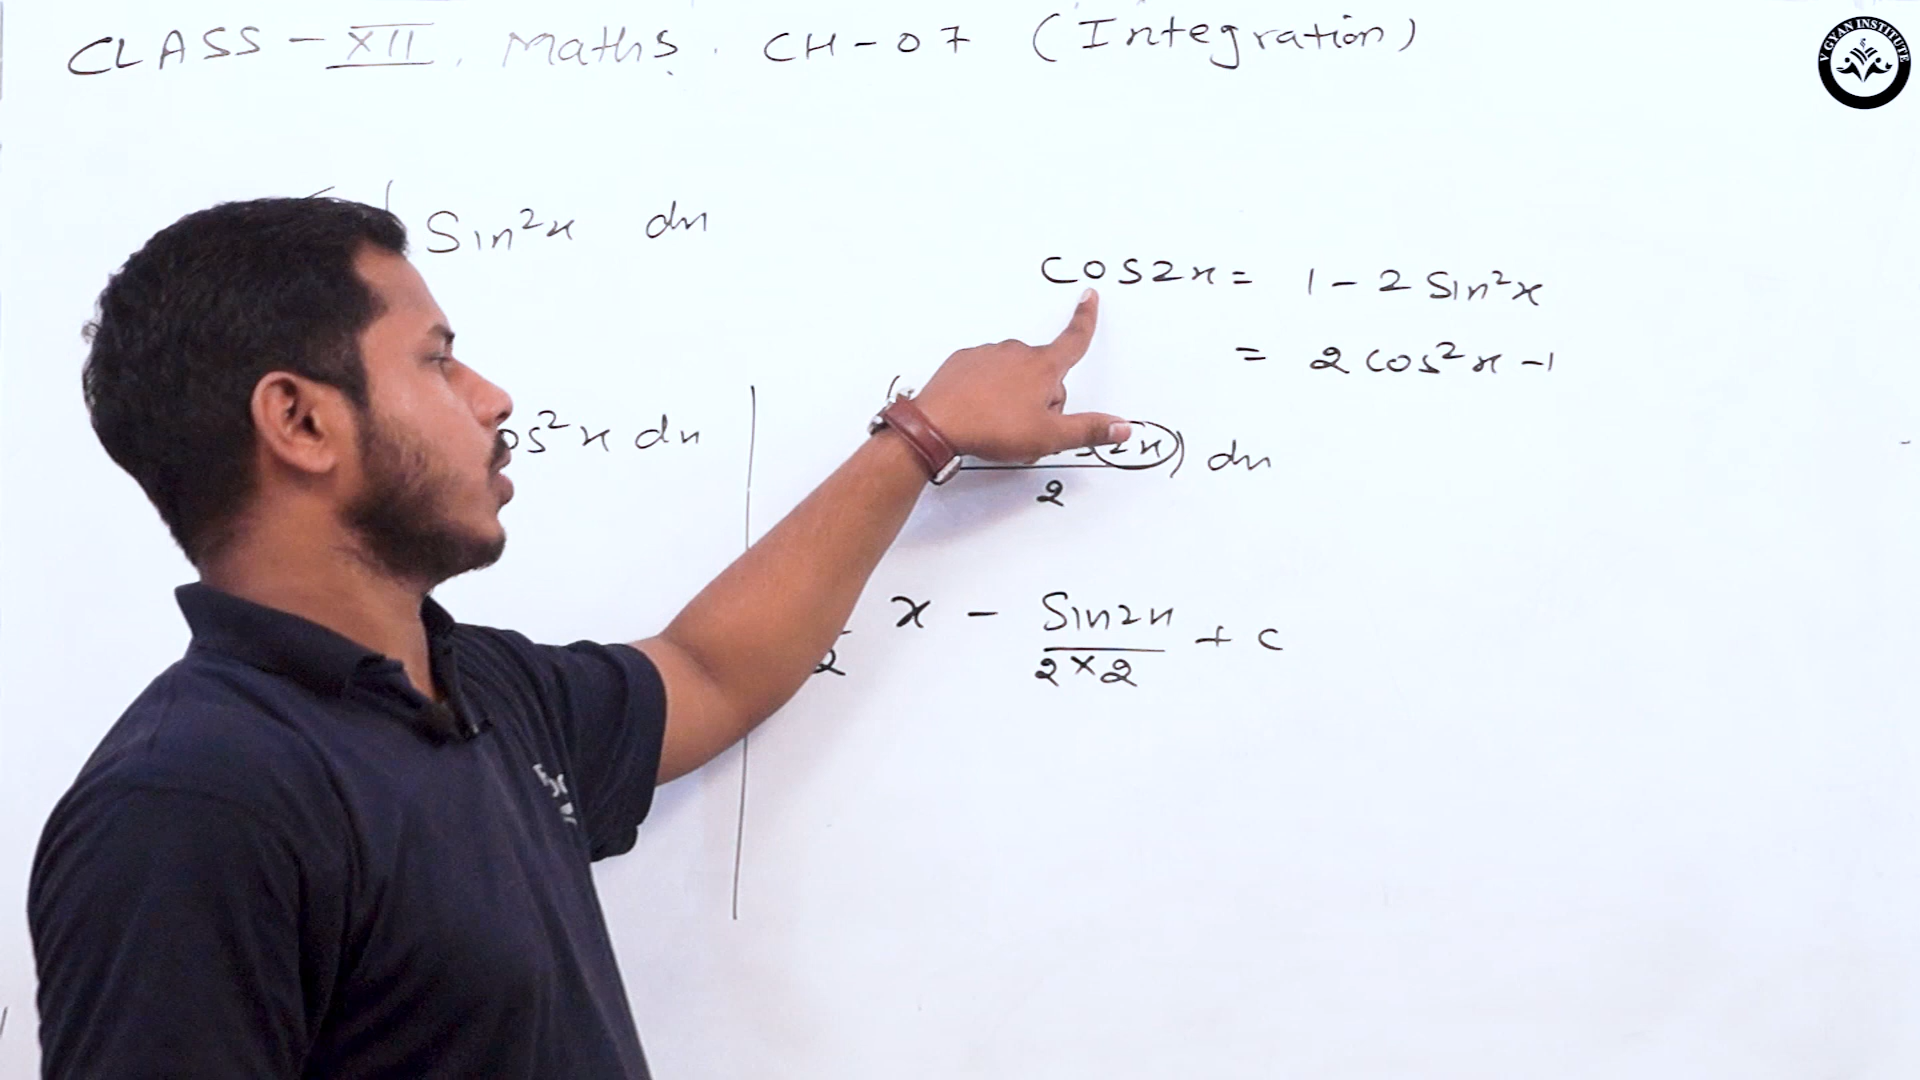 CLASS - XII. Maths. CH-07 (Integration)
V GYAN INSTITUTE
∫ Sin²x dx
cos2x = 1 - 2 Sin²x
= 2 cos²x - 1
os²x dx
2x) dx
2
x - Sin2x + c
2 2×2